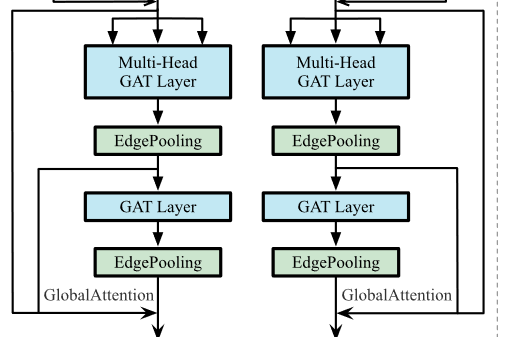 Multi-Head
GAT Layer
EdgePooling
GAT Layer
EdgePooling
GlobalAttention
Multi-Head
GAT Layer
EdgePooling
GAT Layer
EdgePooling
GlobalAttention